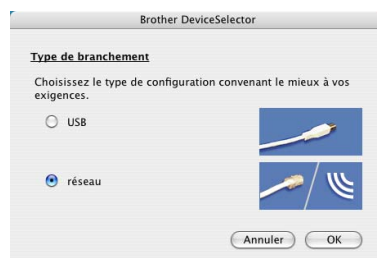 Brother DeviceSelector
Type de branchement
Choisissez le type de configuration convenant le mieux à vos
exigences.
USB
réseau
Annuler OK